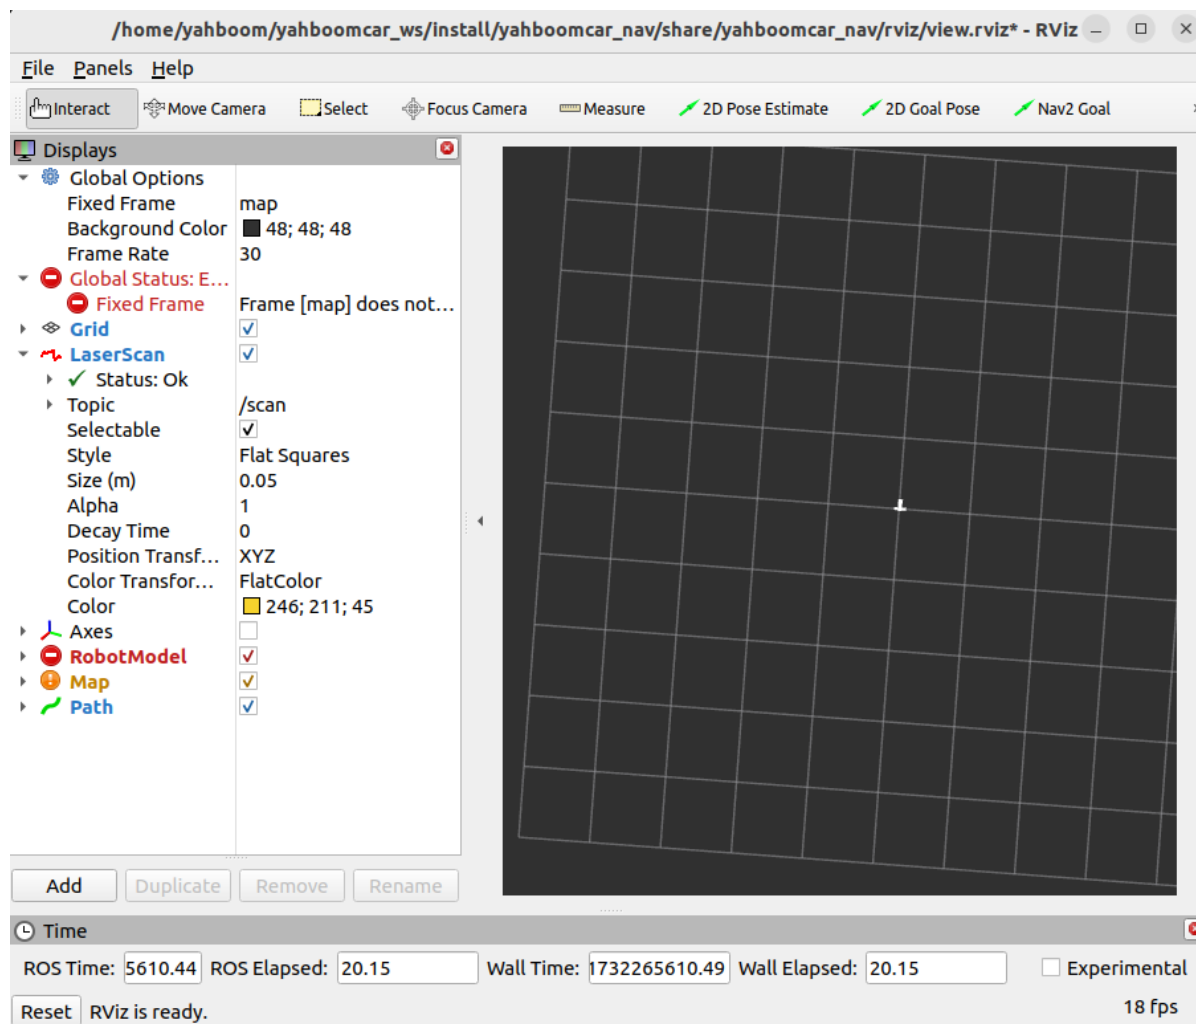 /home/yahboom/yahboomcar_ws/install/yahboomcar_nav/share/yahboomcar_nav/rviz/view.rviz* - RViz
File Panels Help
Interact Move Camera Select Focus Camera Measure 2D Pose Estimate 2D Goal Pose Nav2 Goal
Displays
Global Options
Fixed Frame map
Background Color 48; 48; 48
Frame Rate 30
Global Status: E...
Fixed Frame Frame [map] does not...
Grid
LaserScan
Status: Ok
Topic /scan
Selectable
Style Flat Squares
Size (m) 0.05
Alpha 1
Decay Time 0
Position Transf... XYZ
Color Transfor... FlatColor
Color 246; 211; 45
Axes
RobotModel
Map
Path
Add Duplicate Remove Rename
Time
ROS Time: 5610.44 ROS Elapsed: 20.15 Wall Time: 1732265610.49 Wall Elapsed: 20.15 Experimental
Reset RViz is ready. 18 fps